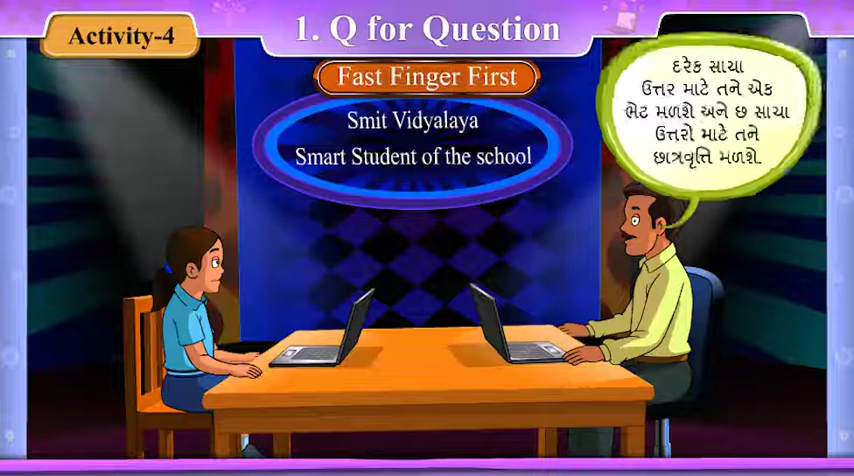 Activity-4
1. Q for Question
Fast Finger First
Smit Vidyalaya
Smart Student of the school
દરેક સાચા
ઉત્તર માટે તને એક
ભેટ મળશે અને છ સાચા
ઉત્તરો માટે તને
છાત્રવૃત્તિ મળશે.